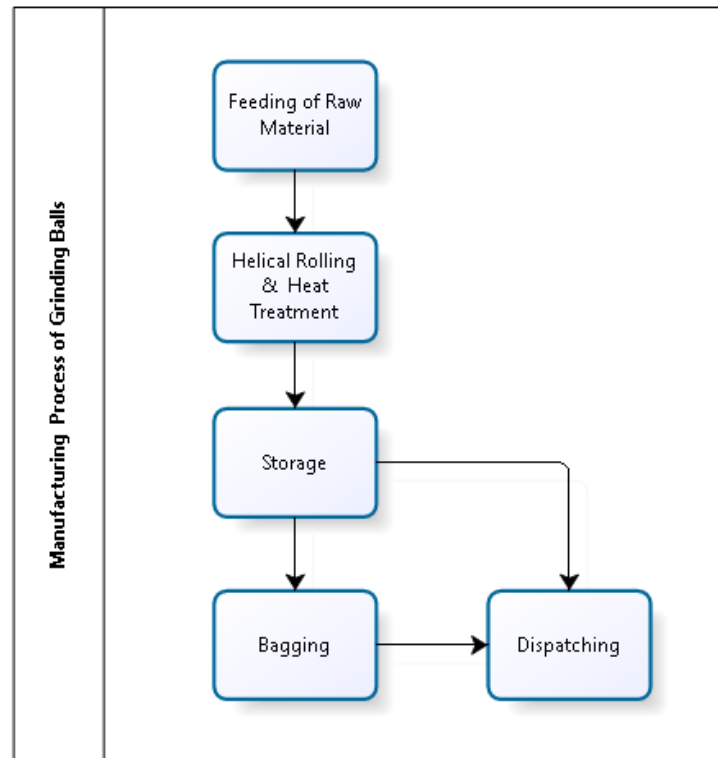 Manufacturing Process of Grinding Balls
Feeding of Raw
Material
Helical Rolling
& Heat
Treatment
Storage
Bagging
Dispatching